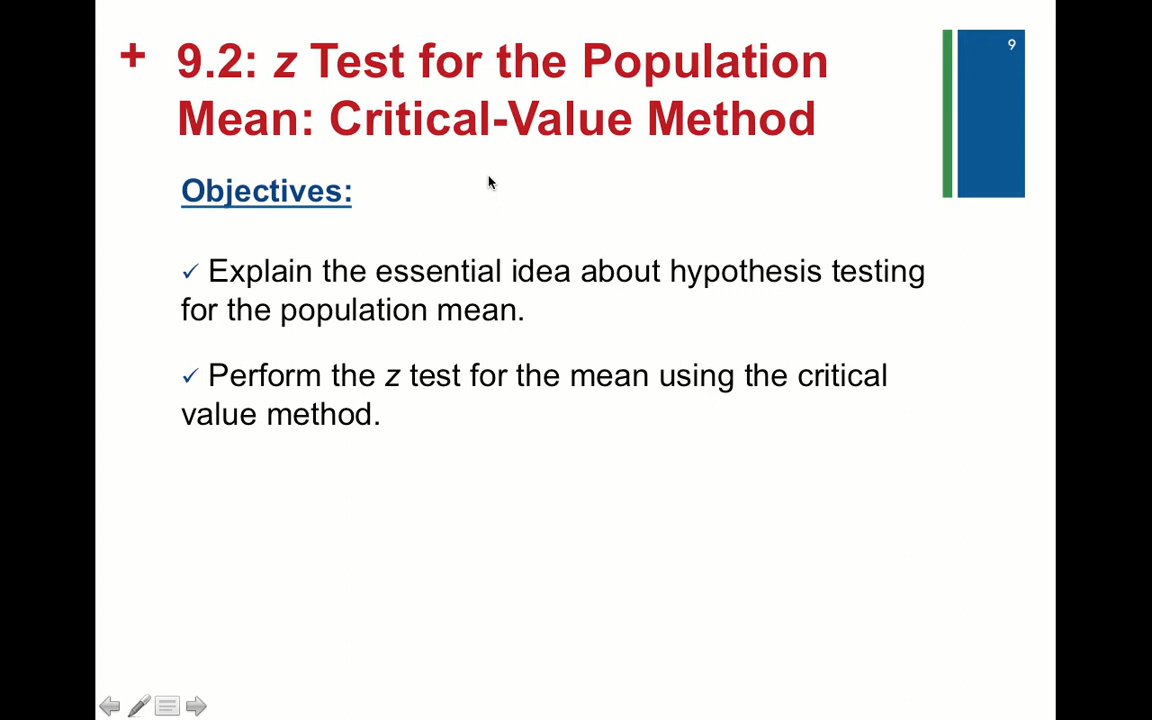 + 9.2: z Test for the Population
Mean: Critical-Value Method
9
Objectives:
✓ Explain the essential idea about hypothesis testing
for the population mean.
✓ Perform the z test for the mean using the critical
value method.